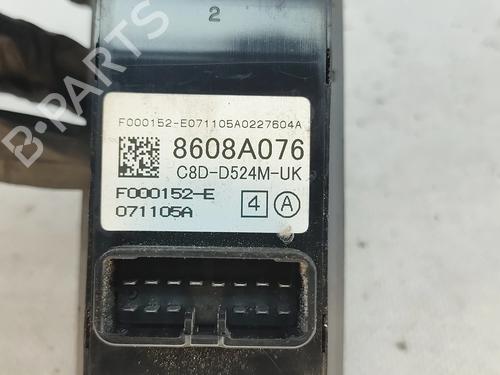 2
F000152-E071105A0227604A
8608A076
C8D-D524M-UK
F000152-E
071105A
4 A
B-PARTS